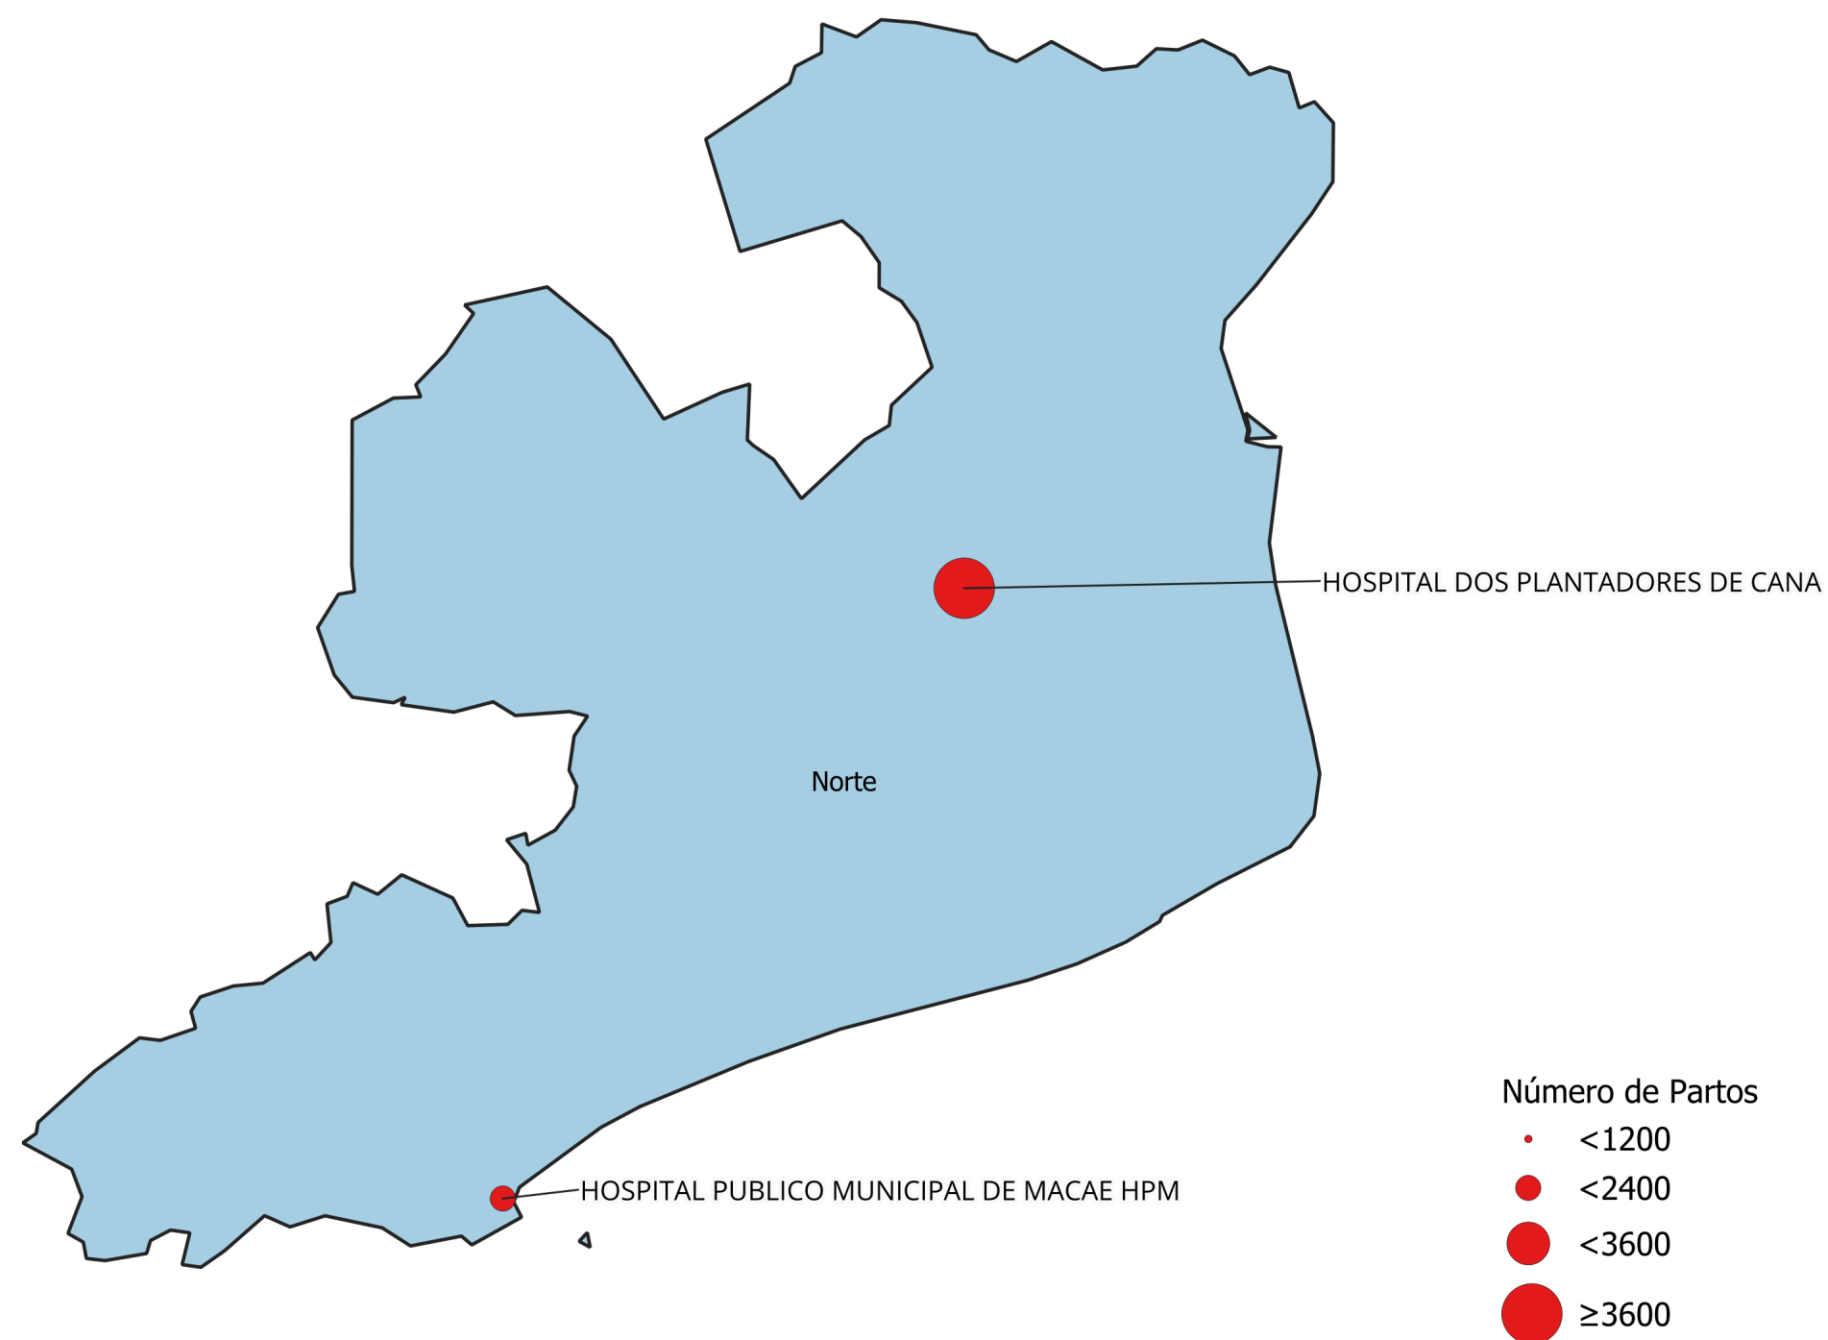 HOSPITAL DOS PLANTADORES DE CANA
Norte
HOSPITAL PUBLICO MUNICIPAL DE MACAE HPM
Número de Partos
<1200
<2400
<3600
≥3600